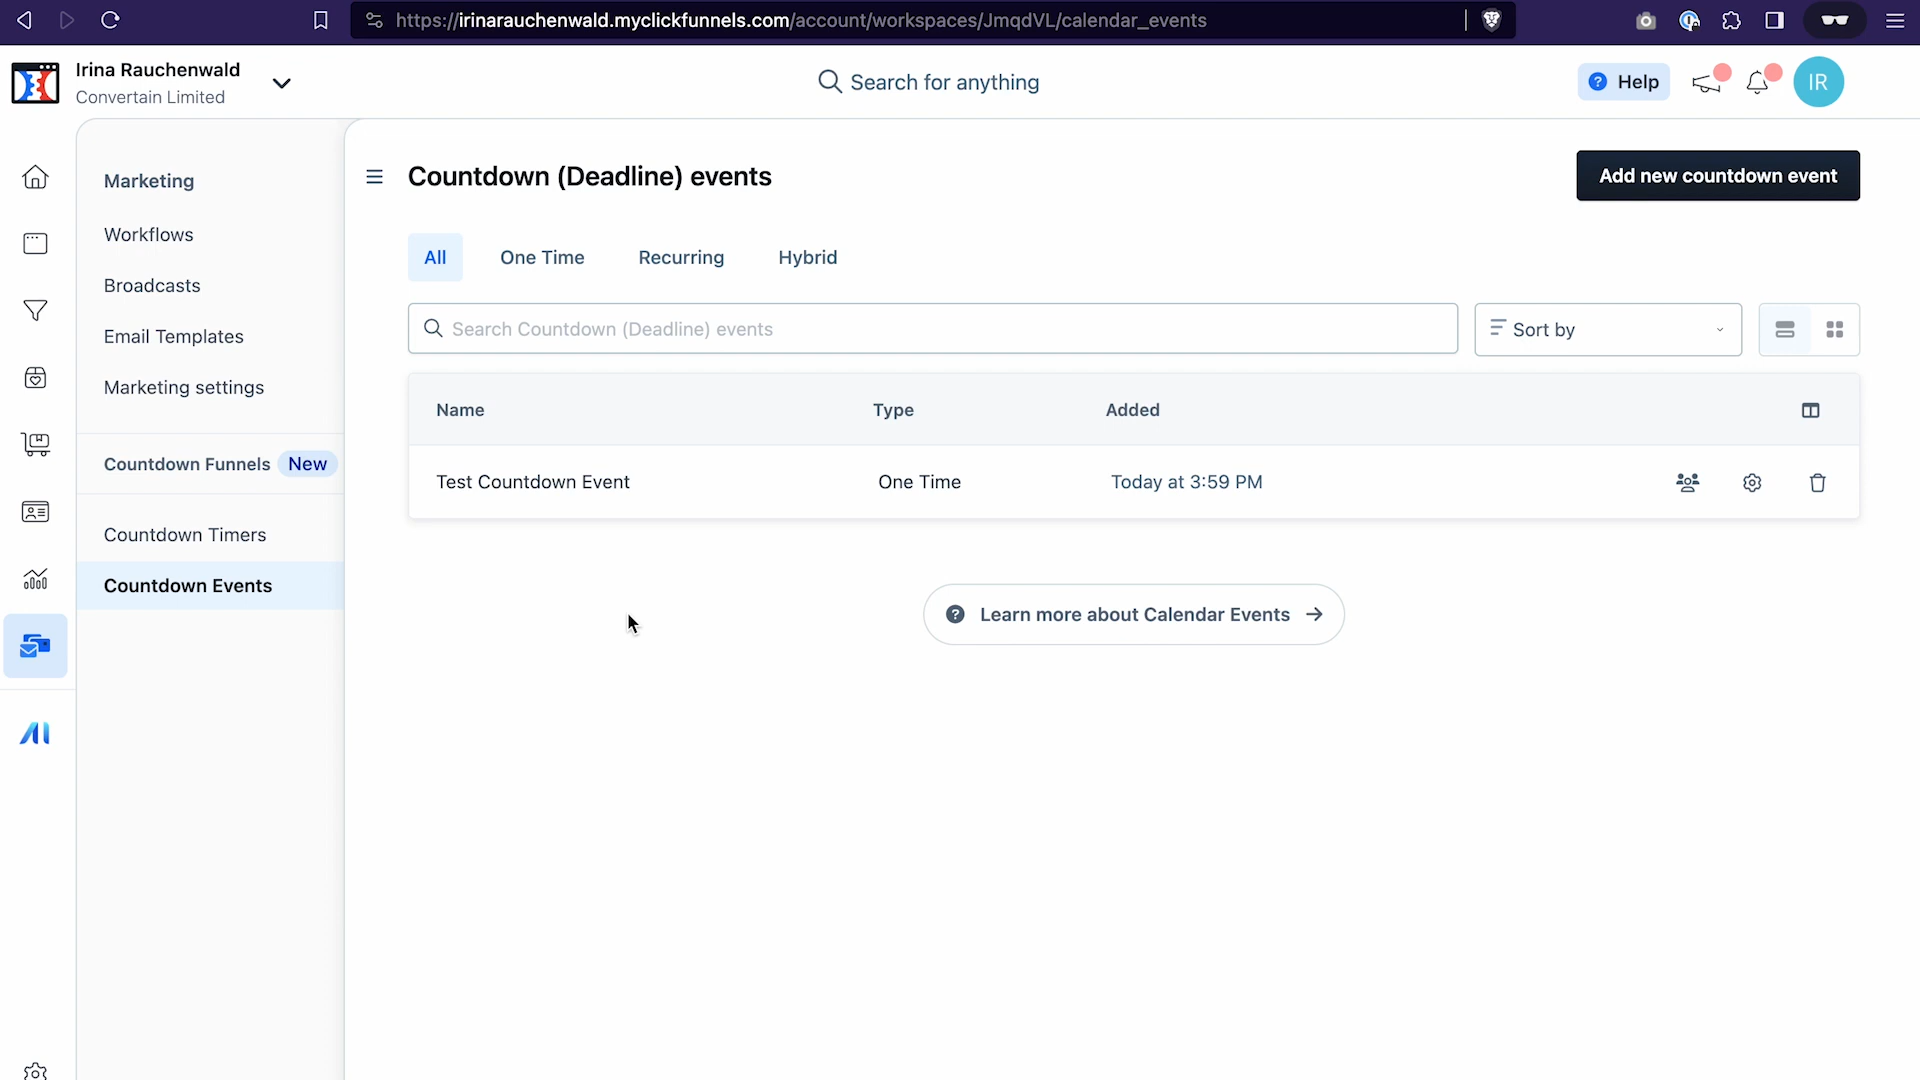 https://irinarauchenwald.myclickfunnels.com/account/workspaces/JmqdVL/calendar_events
Irina Rauchenwald
Convertain Limited
Search for anything
Help
IR
Marketing
Workflows
Broadcasts
Email Templates
Marketing settings
Countdown Funnels New
Countdown Timers
Countdown Events
AI
Countdown (Deadline) events
Add new countdown event
All One Time Recurring Hybrid
Search Countdown (Deadline) events
Sort by
Name Type Added
Test Countdown Event One Time Today at 3:59 PM
Learn more about Calendar Events